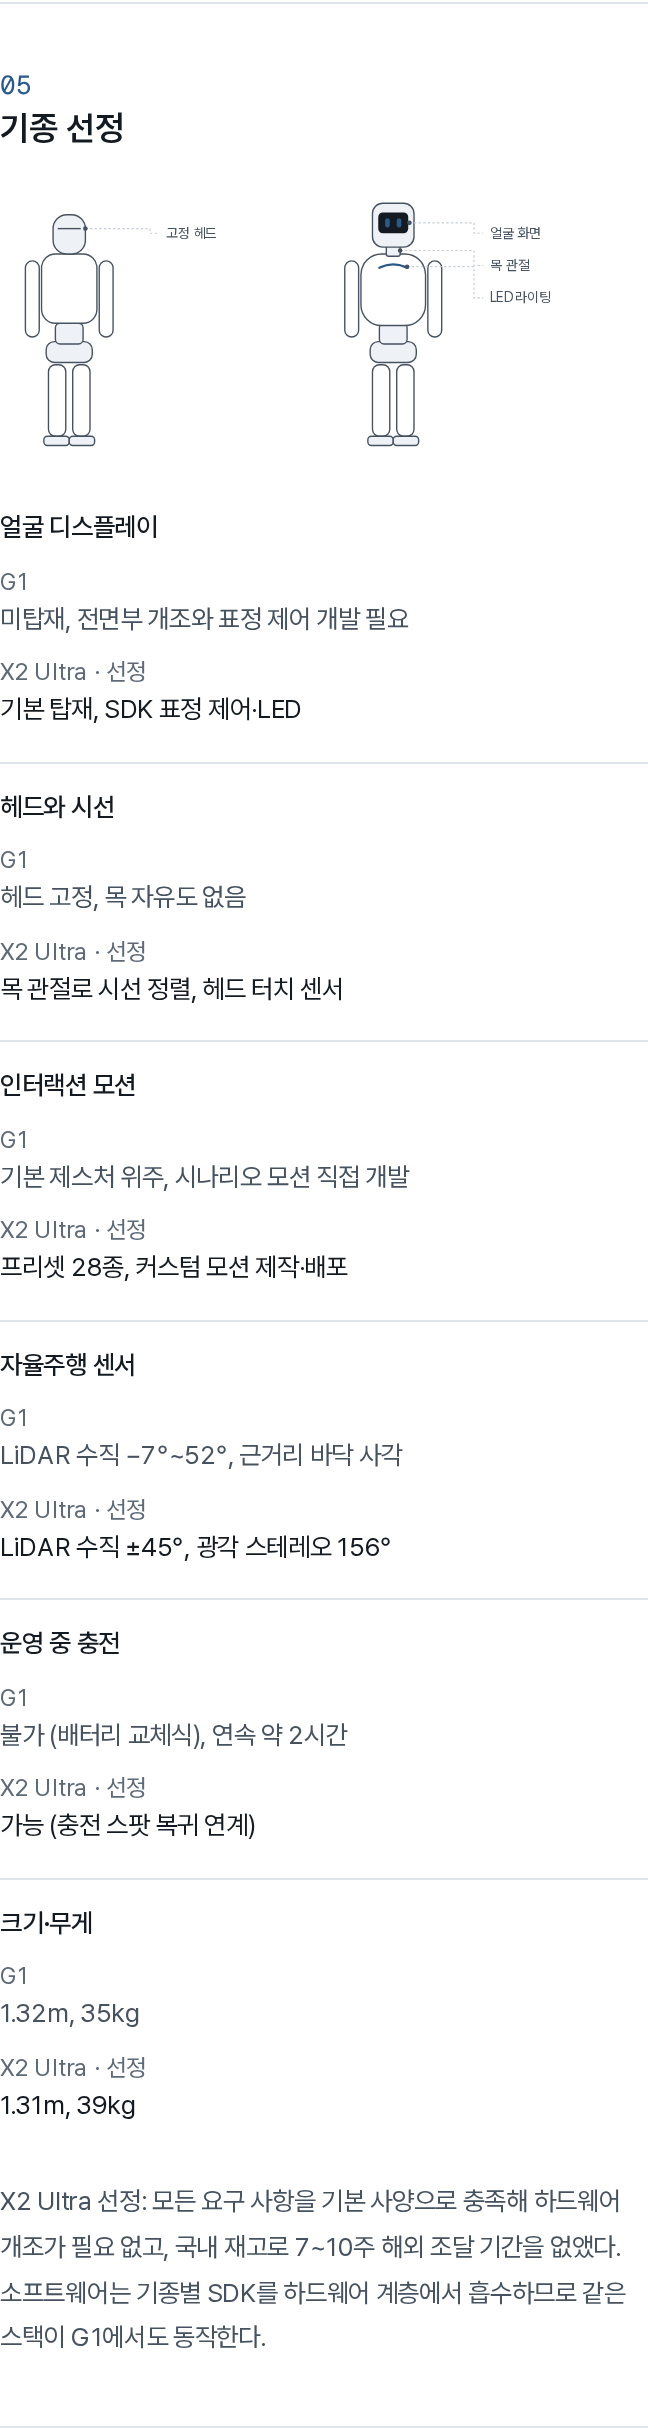 05
기종 선정
고정 헤드
얼굴 화면
목 관절
LED 라이팅
얼굴 디스플레이
G1
미탑재, 전면부 개조와 표정 제어 개발 필요
X2 Ultra · 선정
기본 탑재, SDK 표정 제어·LED
헤드와 시선
G1
헤드 고정, 목 자유도 없음
X2 Ultra · 선정
목 관절로 시선 정렬, 헤드 터치 센서
인터랙션 모션
G1
기본 제스처 위주, 시나리오 모션 직접 개발
X2 Ultra · 선정
프리셋 28종, 커스텀 모션 제작·배포
자율주행 센서
G1
LiDAR 수직 −7°~52°, 근거리 바닥 사각
X2 Ultra · 선정
LiDAR 수직 ±45°, 광각 스테레오 156°
운영 중 충전
G1
불가 (배터리 교체식), 연속 약 2시간
X2 Ultra · 선정
가능 (충전 스팟 복귀 연계)
크기·무게
G1
1.32m, 35kg
X2 Ultra · 선정
1.31m, 39kg
X2 Ultra 선정: 모든 요구 사항을 기본 사양으로 충족해 하드웨어
개조가 필요 없고, 국내 재고로 7~10주 해외 조달 기간을 없앴다.
소프트웨어는 기종별 SDK를 하드웨어 계층에서 흡수하므로 같은
스택이 G1에서도 동작한다.